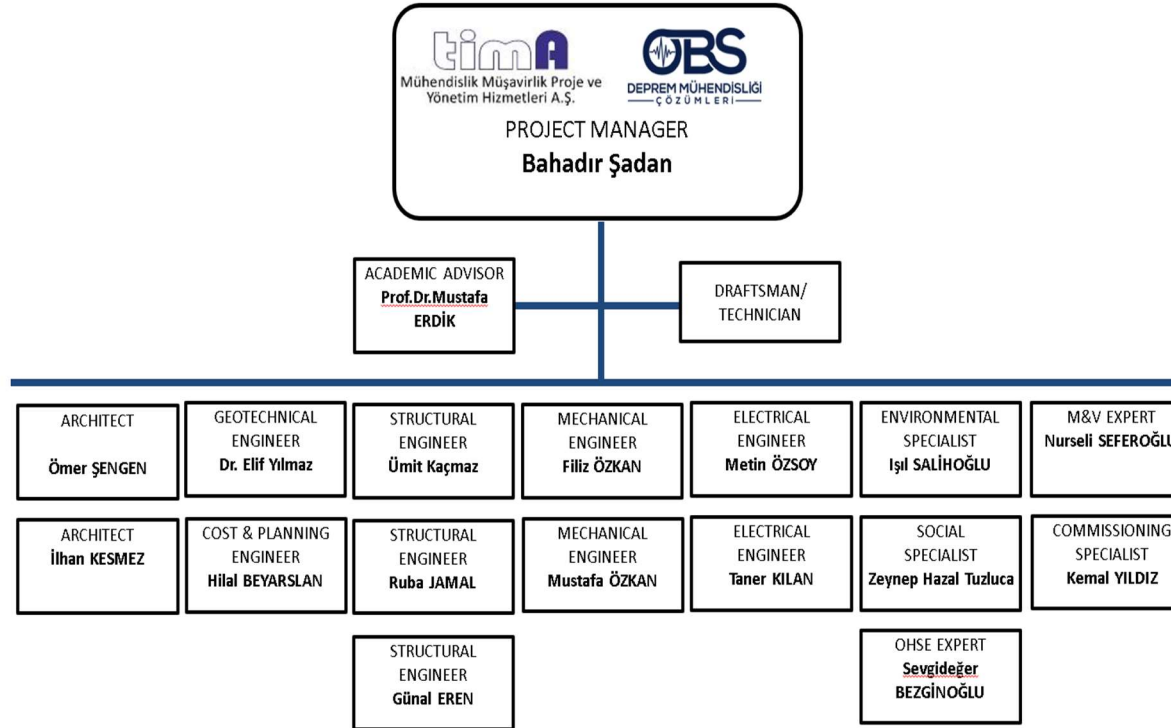 timA
Mühendislik Müşavirlik Proje ve
Yönetim Hizmetleri A.Ş.
OBS
DEPREM MÜHENDİSLİĞİ
ÇÖZÜMLERİ
PROJECT MANAGER
Bahadır Şadan
ACADEMIC ADVISOR
Prof.Dr.Mustafa
ERDİK
DRAFTSMAN/
TECHNICIAN
ARCHITECT
Ömer ŞENGEN
GEOTECHNICAL
ENGINEER
Dr. Elif Yılmaz
STRUCTURAL
ENGINEER
Ümit Kaçmaz
MECHANICAL
ENGINEER
Filiz ÖZKAN
ELECTRICAL
ENGINEER
Metin ÖZSOY
ENVIRONMENTAL
SPECIALIST
Işıl SALİHOĞLU
M&V EXPERT
Nurseli SEFEROĞLU
ARCHITECT
İlhan KESMEZ
COST & PLANNING
ENGINEER
Hilal BEYARSLAN
STRUCTURAL
ENGINEER
Ruba JAMAL
MECHANICAL
ENGINEER
Mustafa ÖZKAN
ELECTRICAL
ENGINEER
Taner KILAN
SOCIAL
SPECIALIST
Zeynep Hazal Tuzluca
COMMISSIONING
SPECIALIST
Kemal YILDIZ
STRUCTURAL
ENGINEER
Günal EREN
OHSE EXPERT
Sevgideğer
BEZGİNOĞLU